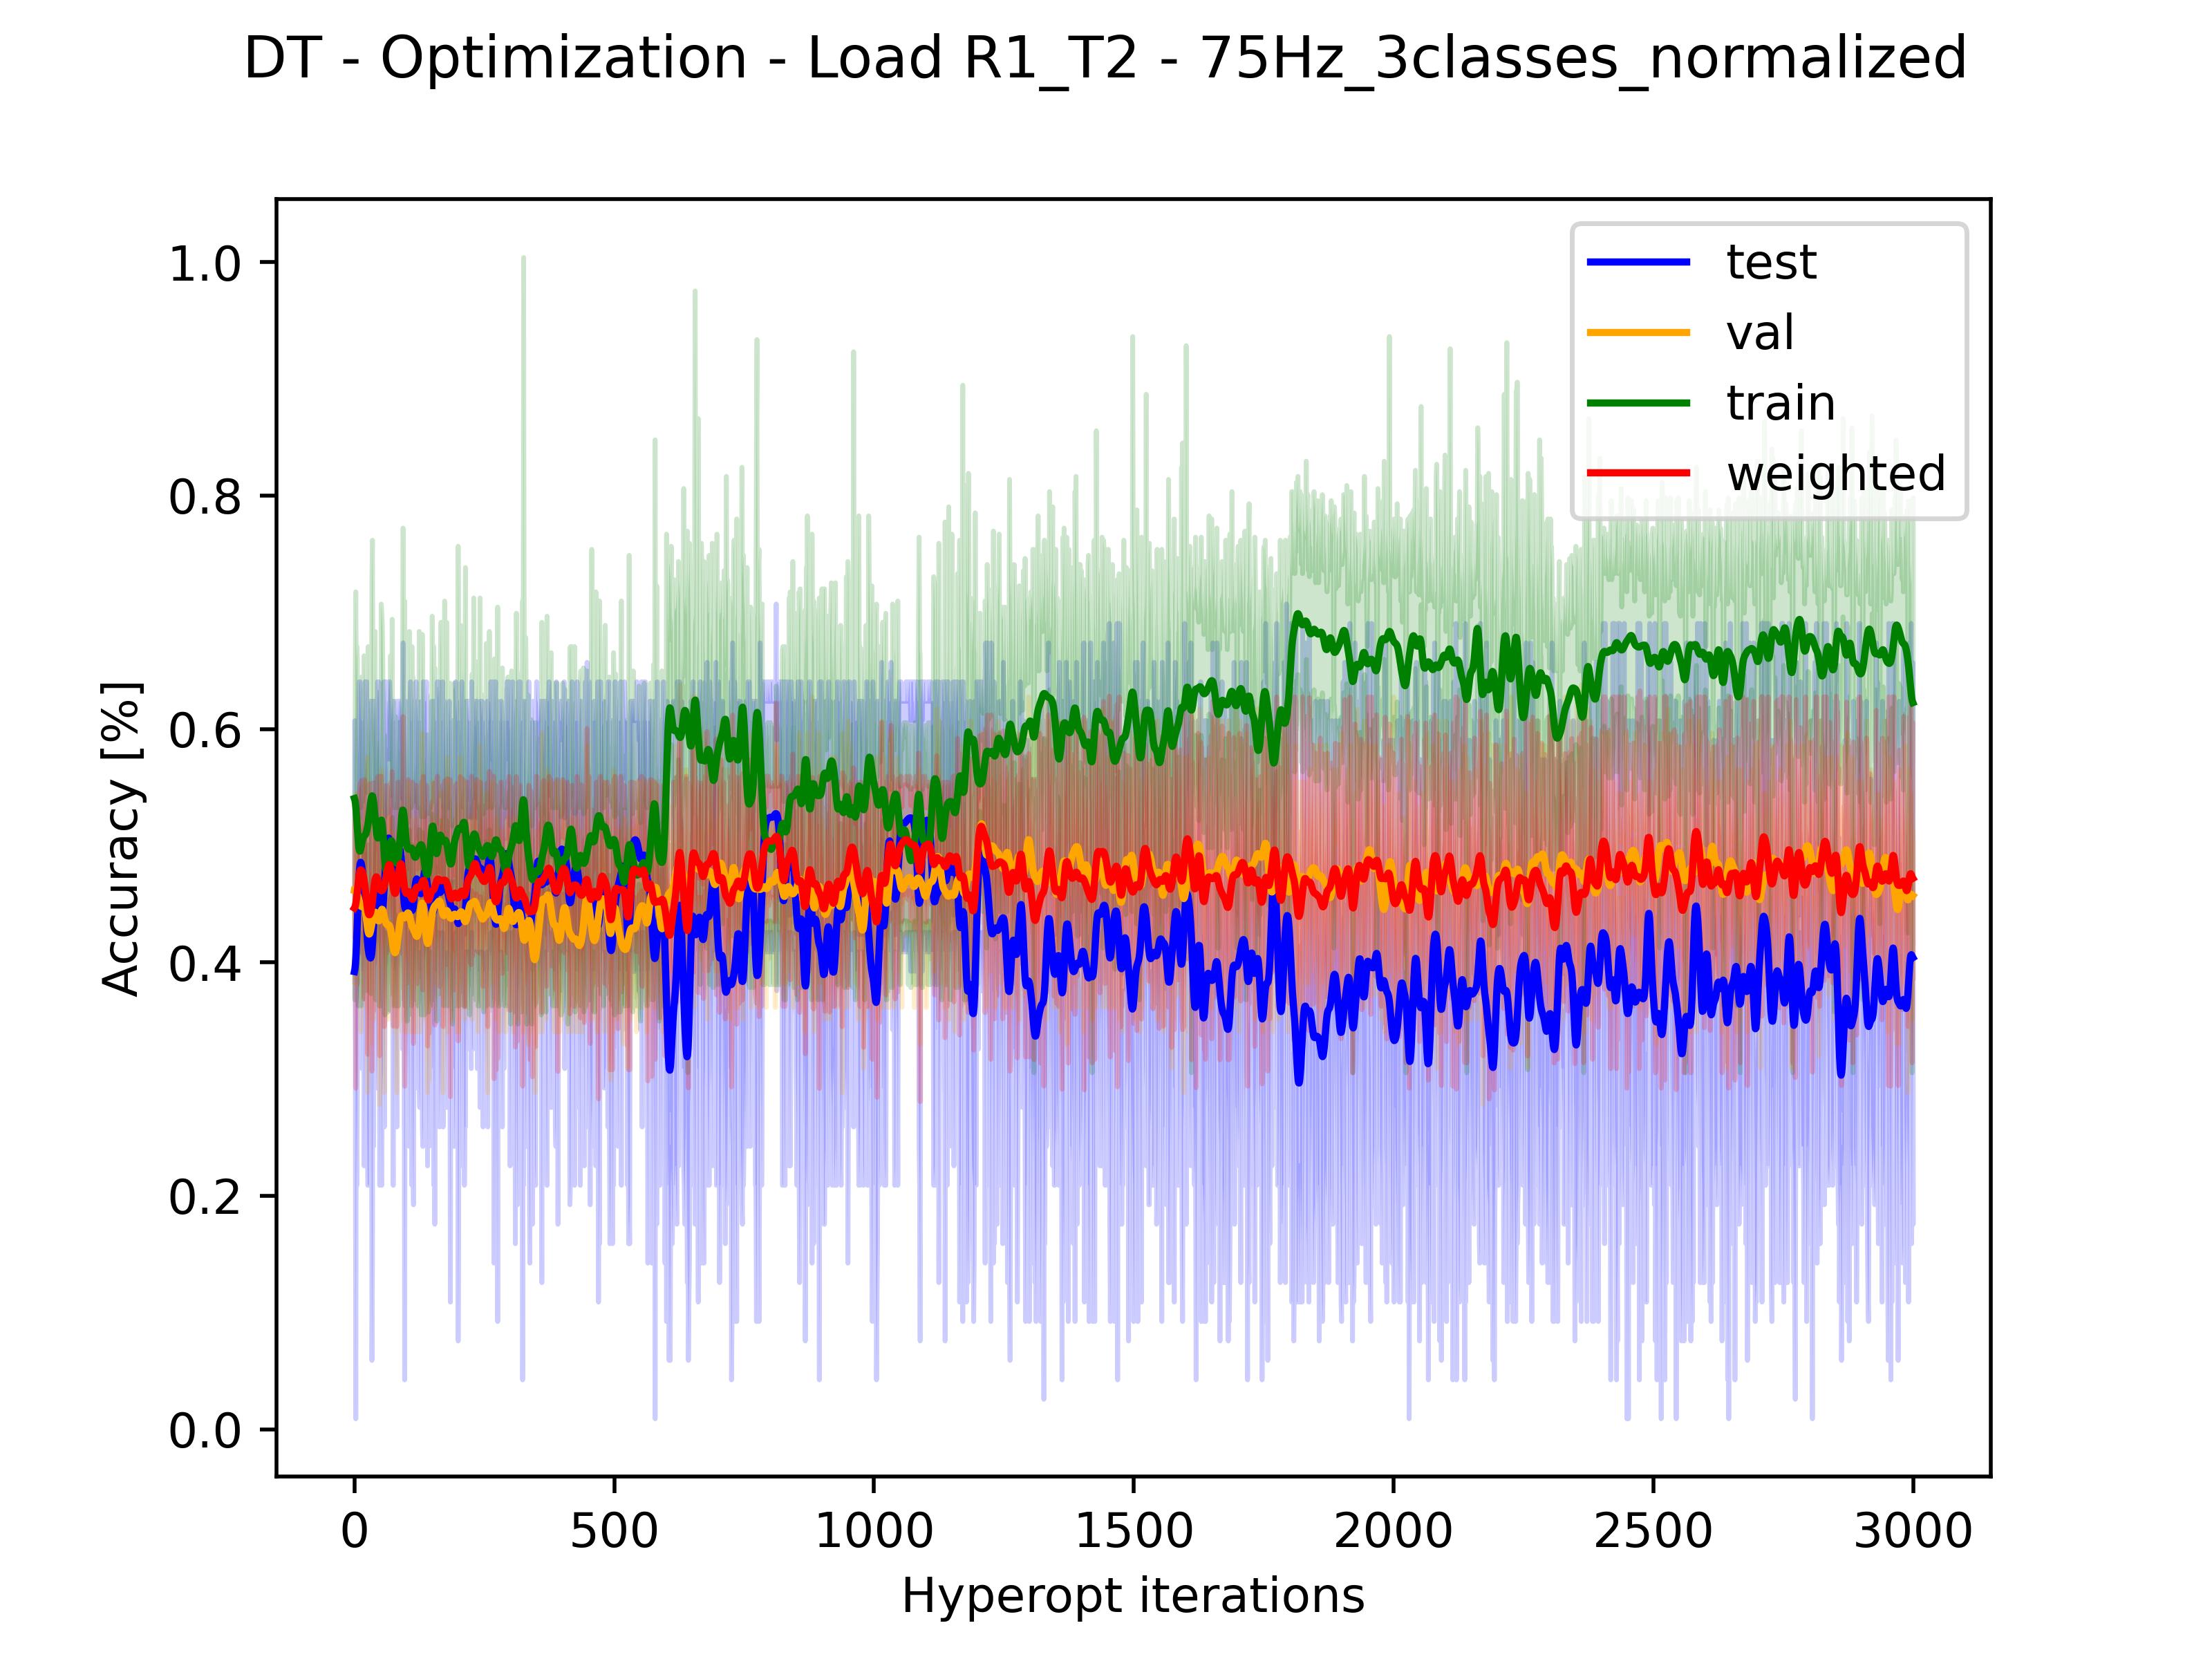 DT - Optimization - Load R1_T2 - 75Hz_3classes_normalized
1.0
0.8
0.6
0.4
0.2
0.0
Accuracy [%]
test
val
train
weighted
0 500 1000 1500 2000 2500 3000
Hyperopt iterations